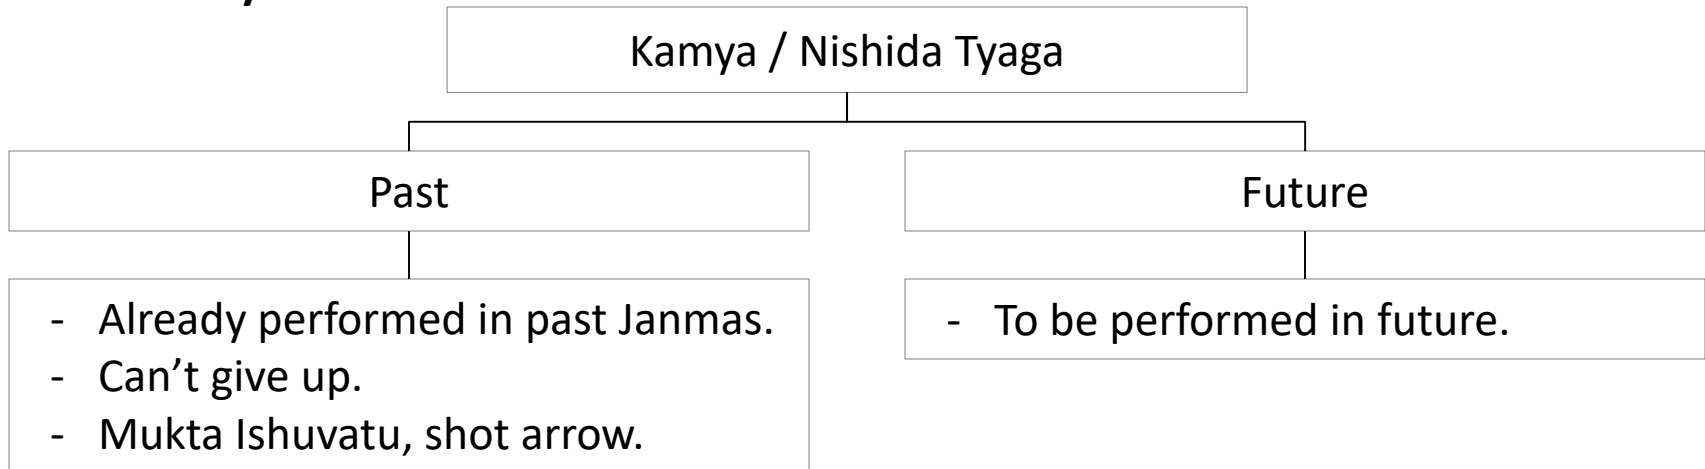 Kamya / Nishida Tyaga
Past
Future
- Already performed in past Janmas.
- Can’t give up.
- Mukta Ishuvatu, shot arrow.
- To be performed in future.